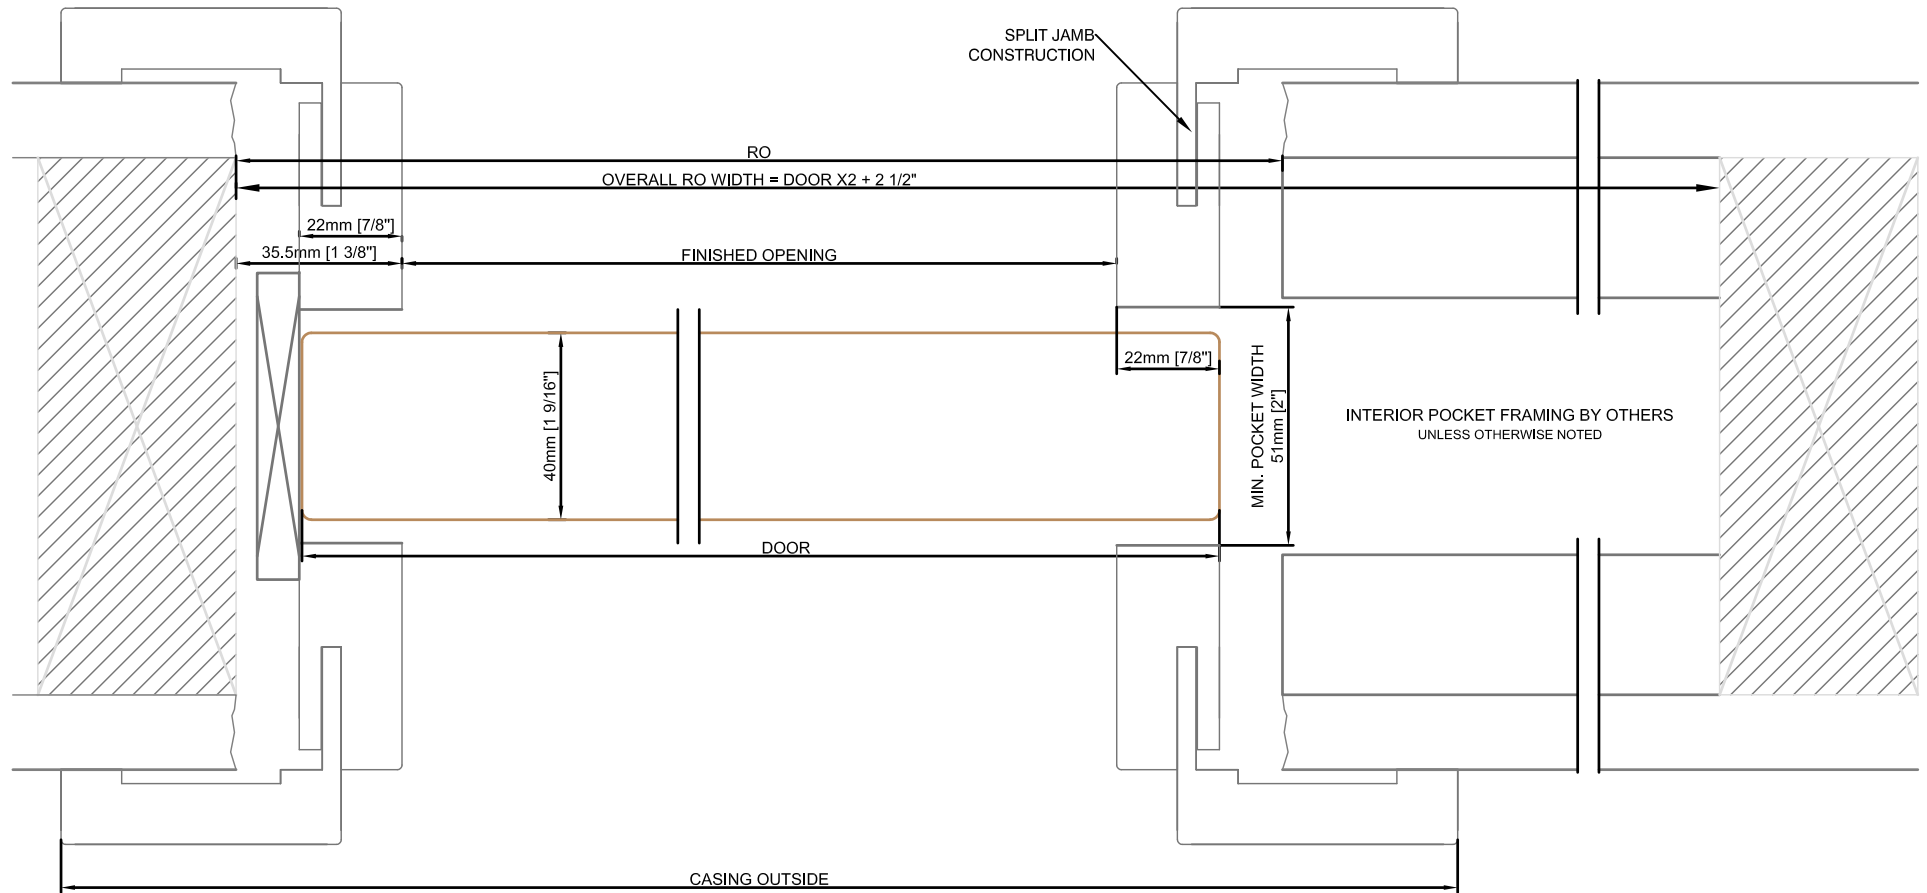 SPLIT JAMB
CONSTRUCTION
RO
OVERALL RO WIDTH = DOOR X2 + 2 1/2"
22mm [7/8"]
35.5mm [1 3/8"]
FINISHED OPENING
22mm [7/8"]
40mm [1 9/16"]
MIN. POCKET WIDTH
51mm [2"]
INTERIOR POCKET FRAMING BY OTHERS
UNLESS OTHERWISE NOTED
DOOR
CASING OUTSIDE